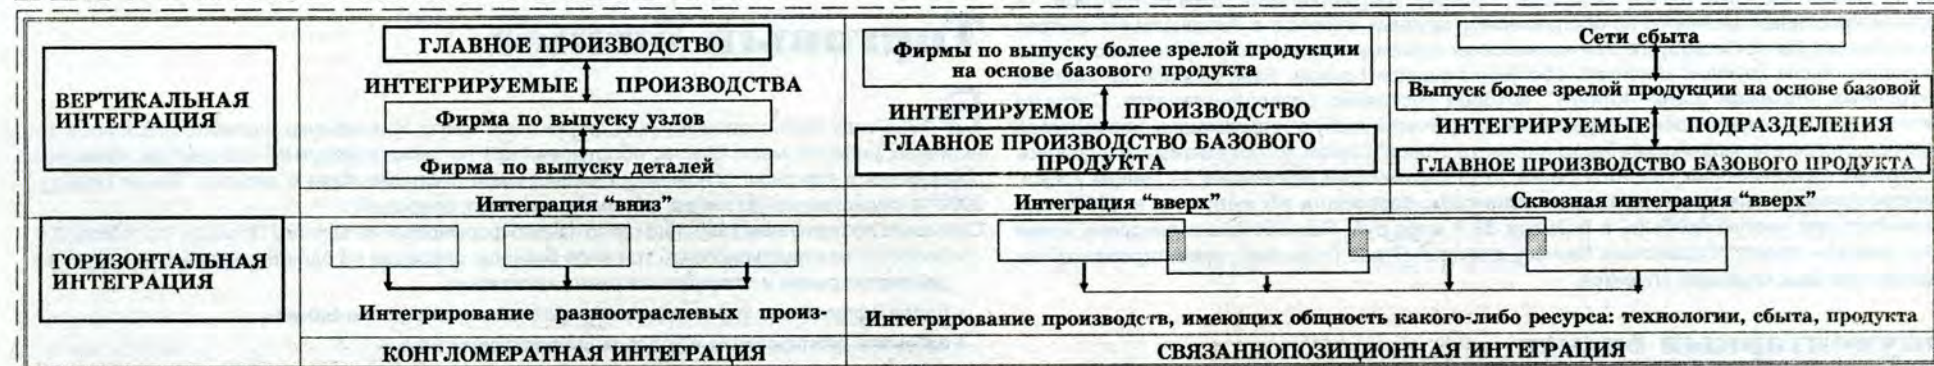 ВЕРТИКАЛЬНАЯ
ИНТЕГРАЦИЯ
ГЛАВНОЕ ПРОИЗВОДСТВО
ИНТЕГРИРУЕМЫЕ ПРОИЗВОДСТВА
Фирма по выпуску узлов
Фирма по выпуску деталей
Интеграция “вниз”
Фирмы по выпуску более зрелой продукции
на основе базового продукта
ИНТЕГРИРУЕМОЕ ПРОИЗВОДСТВО
ГЛАВНОЕ ПРОИЗВОДСТВО БАЗОВОГО
ПРОДУКТА
Интеграция “вверх”
Сети сбыта
Выпуск более зрелой продукции на основе базовой
ИНТЕГРИРУЕМЫЕ ПОДРАЗДЕЛЕНИЯ
ГЛАВНОЕ ПРОИЗВОДСТВО БАЗОВОГО ПРОДУКТА
Сквозная интеграция “вверх”
ГОРИЗОНТАЛЬНАЯ
ИНТЕГРАЦИЯ
Интегрирование разноотраслевых произ-
КОНГЛОМЕРАТНАЯ ИНТЕГРАЦИЯ
Интегрирование производств, имеющих общность какого-либо ресурса: технологии, сбыта, продукта
СВЯЗАННОПОЗИЦИОННАЯ ИНТЕГРАЦИЯ